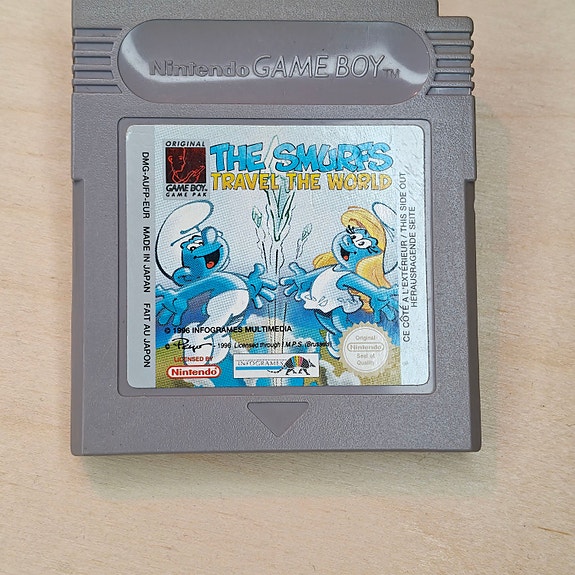 Nintendo GAME BOY TM
ORIGINAL
GAME BOY
GAME PAK
THE SMURFS
TRAVEL THE WORLD
DMG-AUFP-EUR MADE IN JAPAN FAIT AU JAPON
CE CÔTÉ A L'EXTÉRIEUR / THIS SIDE OUT
HERAUSRAGENDE SEITE
© 1996 INFOGRAMES MULTIMEDIA
© Peyo - 1996 Licensed through I.M.P.S. (Brussels)
LICENSED BY
Nintendo
INFOGRAMES
Original
Nintendo
Seal of
Quality